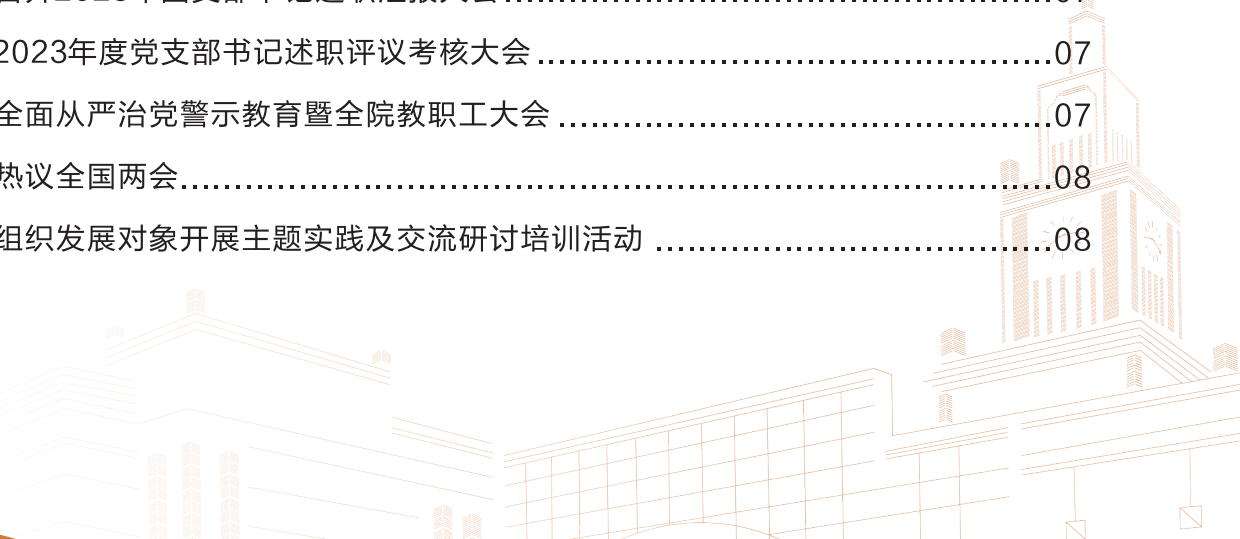 2023年度党支部书记述职评议考核大会 07
全面从严治党警示教育暨全院教职工大会 07
热议全国两会 08
组织发展对象开展主题实践及交流研讨培训活动 08